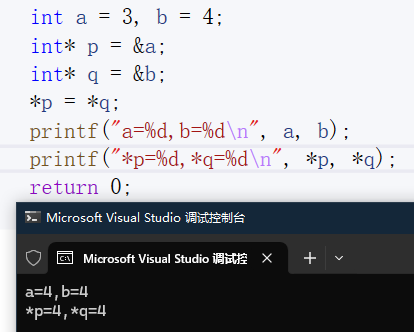 int a = 3, b = 4;
int* p = &a;
int* q = &b;
*p = *q;
printf("a=%d,b=%d\n", a, b);
printf("*p=%d,*q=%d\n", *p, *q);
return 0;
Microsoft Visual Studio 调试控制台
Microsoft Visual Studio 调试控
a=4,b=4
*p=4,*q=4